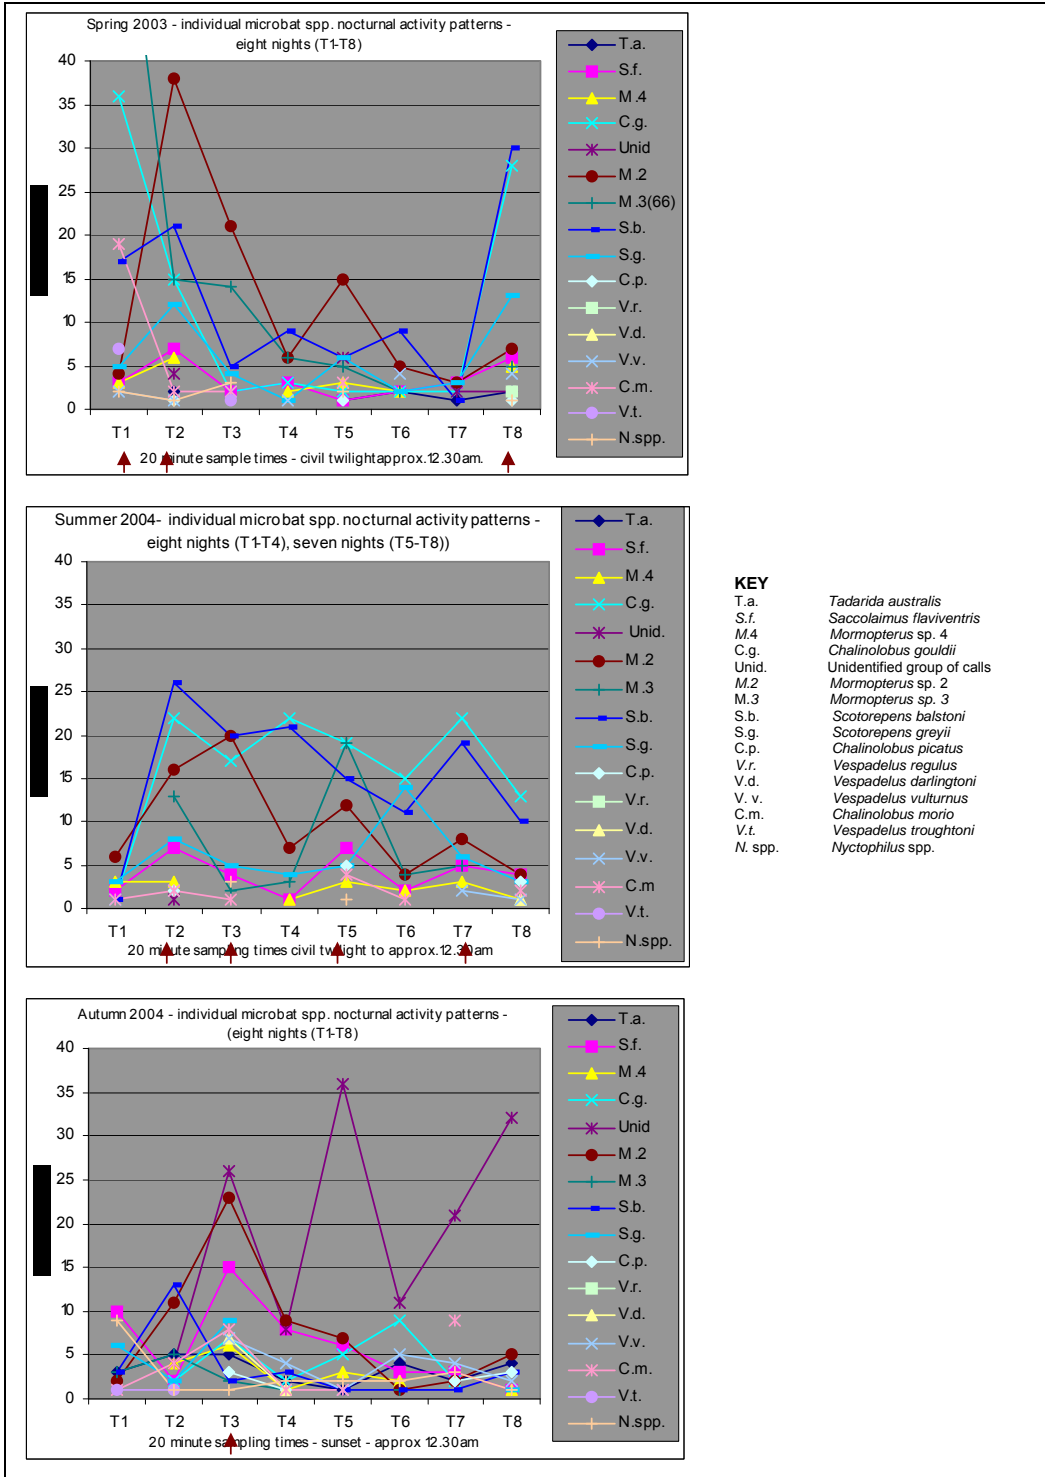 Spring 2003 - individual microbat spp. nocturnal activity patterns -
eight nights (T1-T8)
40
35
30
25
20
15
10
5
0
T1 T2 T3 T4 T5 T6 T7 T8
20 minute sample times - civil twilight approx.12.30am.
T.a.
S.f.
M.4
C.g.
Unid
M.2
M.3(66)
S.b.
S.g.
C.p.
V.r.
V.d.
V.v.
C.m.
V.t.
N.spp.
Summer 2004- individual microbat spp. nocturnal activity patterns -
eight nights (T1-T4), seven nights (T5-T8))
40
35
30
25
20
15
10
5
0
T1 T2 T3 T4 T5 T6 T7 T8
20 minute sampling times civil twilight to approx.12.30am
T.a.
S.f.
M.4
C.g.
Unid.
M.2
M.3
S.b.
S.g.
C.p.
V.r.
V.d.
V.v.
C.m
V.t.
N.spp.
KEY
T.a. Tadarida australis
S.f. Saccolaimus flaviventris
M.4 Mormopterus sp. 4
C.g. Chalinolobus gouldii
Unid. Unidentified group of calls
M.2 Mormopterus sp. 2
M.3 Mormopterus sp. 3
S.b. Scotorepens balstoni
S.g. Scotorepens greyii
C.p. Chalinolobus picatus
V.r. Vespadelus regulus
V.d. Vespadelus darlingtoni
V. v. Vespadelus vulturnus
C.m. Chalinolobus morio
V.t. Vespadelus troughtoni
N. spp. Nyctophilus spp.
Autumn 2004 - individual microbat spp. nocturnal activity patterns -
(eight nights (T1-T8)
40
35
30
25
20
15
10
5
0
T1 T2 T3 T4 T5 T6 T7 T8
20 minute sampling times - sunset - approx 12.30am
T.a.
S.f.
M.4
C.g.
Unid
M.2
M.3
S.b.
S.g.
C.p.
V.r.
V.d.
V.v.
C.m.
V.t.
N.spp.